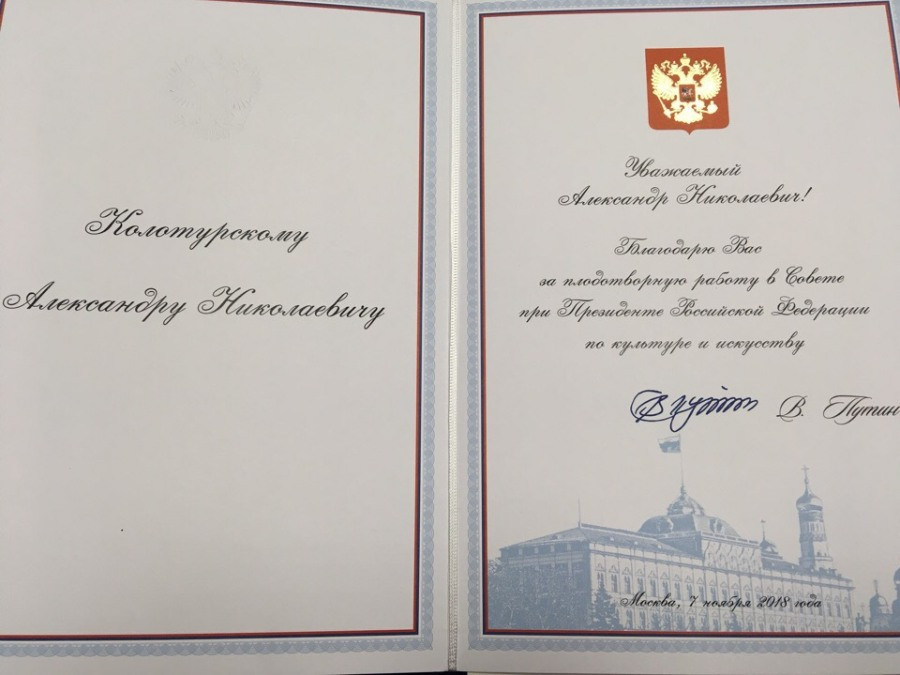 Колотурскому
Александру Николаевичу
Уважаемый
Александр Николаевич!
Благодарю Вас
за плодотворную работу в Совете
при Президенте Российской Федерации
по культуре и искусству
В. Путин
Москва, 7 ноября 2018 года